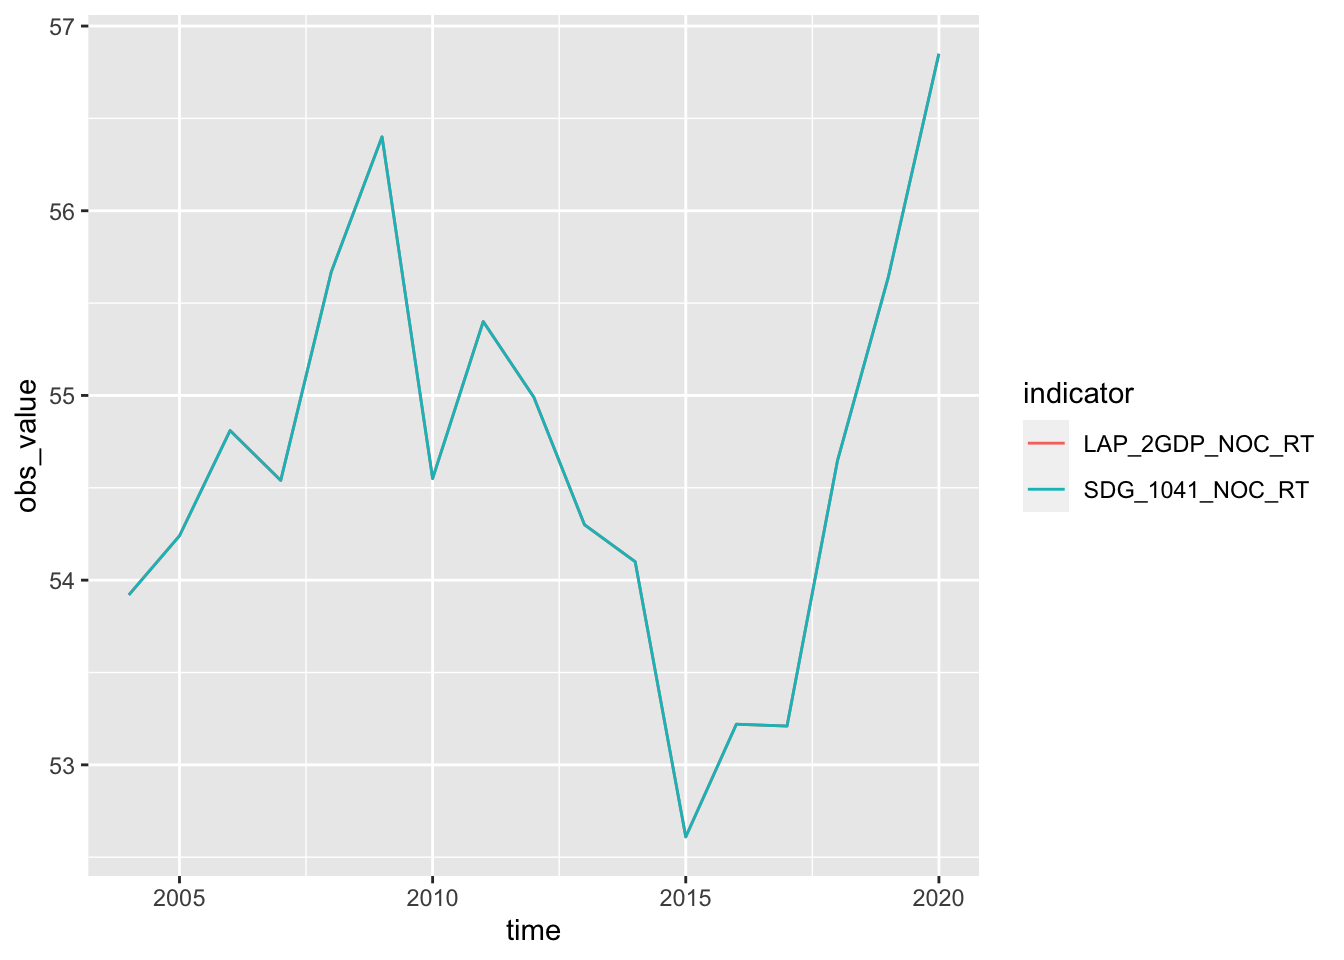 57
56
55
54
53
obs_value
2005 2010 2015 2020
time
indicator
LAP_2GDP_NOC_RT
SDG_1041_NOC_RT